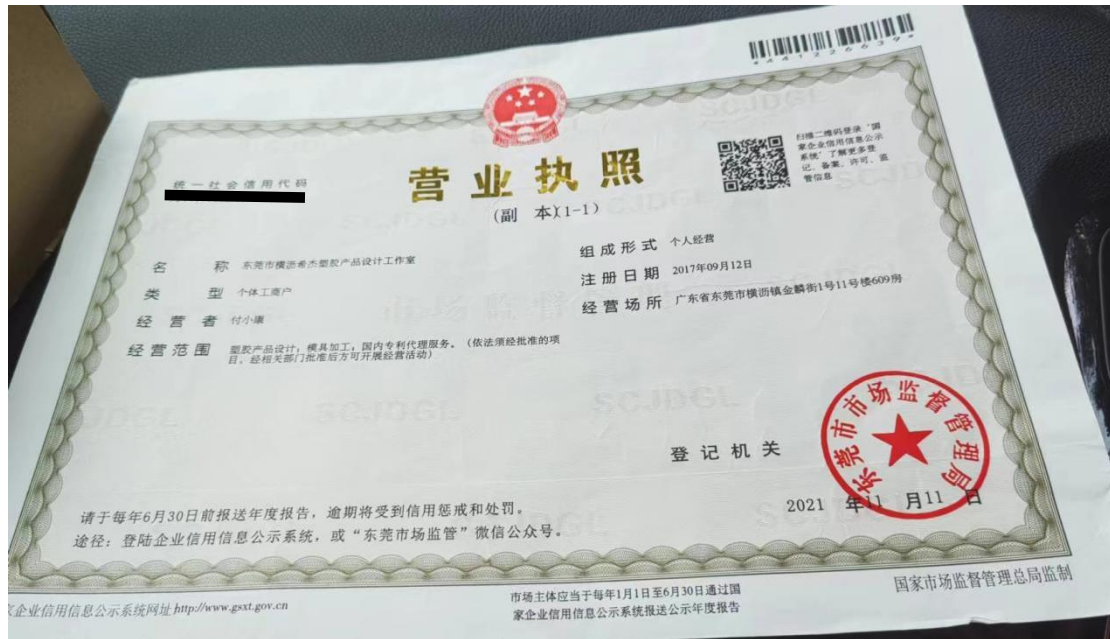 *441226639*
统一社会信用代码
营业执照
(副 本)(1-1)
扫描二维码登录‘国
家企业信用信息公示
系统’了解更多登
记、备案、许可、监
管信息
名 称 东莞市横沥希杰塑胶产品设计工作室
类 型 个体工商户
经 营 者 付小康
经 营 范 围 塑胶产品设计；模具加工；国内专利代理服务。（依法须经批准的项
目，经相关部门批准后方可开展经营活动）
组 成 形 式 个人经营
注 册 日 期 2017年09月12日
经 营 场 所 广东省东莞市横沥镇金麟街1号11号楼609房
登 记 机 关
东莞市市场监督管理局
2021 年11 月11 日
请于每年6月30日前报送年度报告，逾期将受到信用惩戒和处罚。
途径：登陆企业信用信息公示系统，或“东莞市场监管”微信公众号。
家企业信用信息公示系统网址http://www.gsxt.gov.cn
市场主体应当于每年1月1日至6月30日通过国
家企业信用信息公示系统报送公示年度报告
国家市场监督管理总局监制